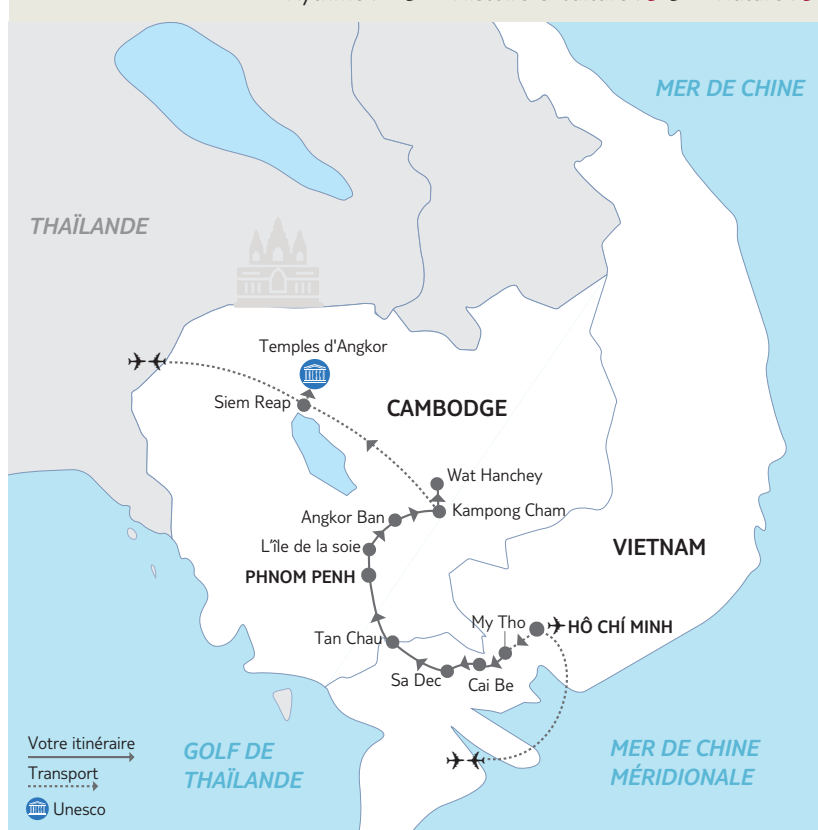 MER DE CHINE
THAÏLANDE
Temples d'Angkor
Siem Reap
CAMBODGE
Wat Hanchey
Angkor Ban
Kampong Cham
L'île de la soie
PHNOM PENH
VIETNAM
My Tho
HÔ CHÍ MINH
Tan Chau
Sa Dec
Cai Be
Votre itinéraire
Transport
Unesco
GOLF DE
THAÏLANDE
MER DE CHINE
MÉRIDIONALE